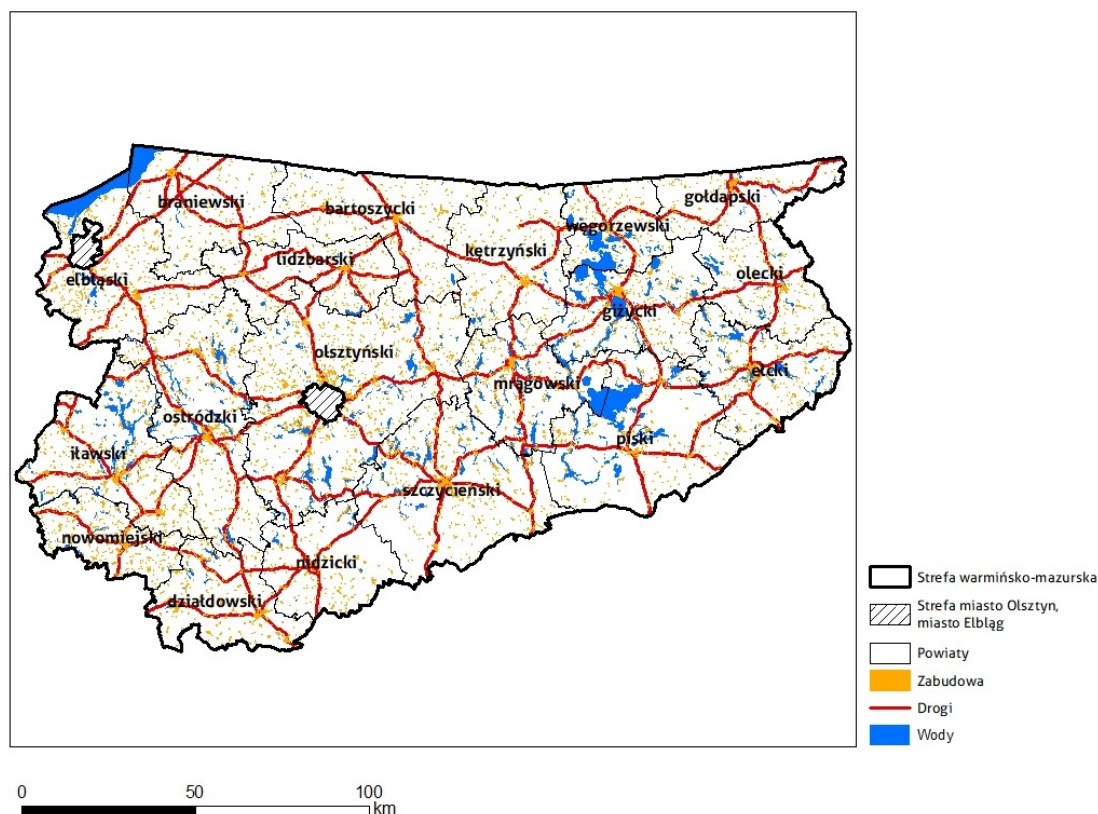 gołdapski
braniewski
bartoszycki
węgorzewski
kętrzyński
lidzbarski
olecki
elbląski
giżycki
olsztyński
ełcki
mrągowski
ostródzki
piski
iławski
szczycieński
nowomiejski
nidzicki
działdowski
Strefa warmińsko-mazurska
Strefa miasto Olsztyn,
miasto Elbląg
Powiaty
Zabudowa
Drogi
Wody
0 50 100
km